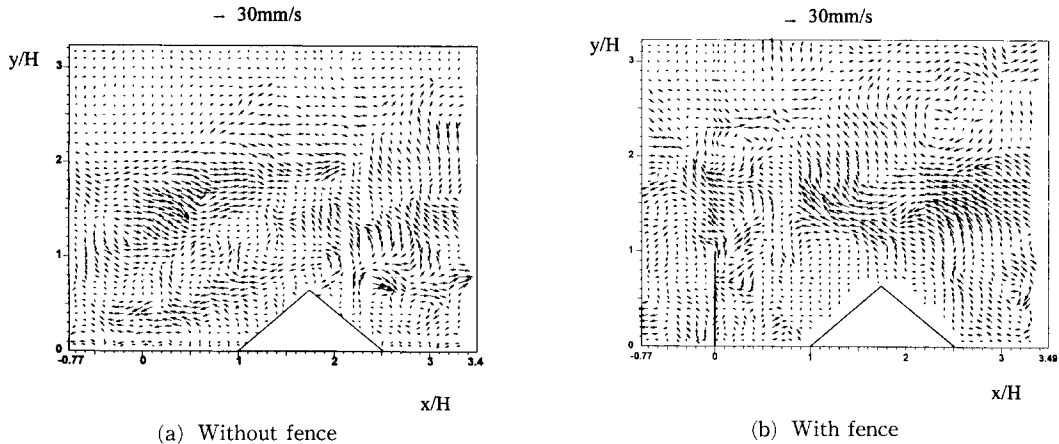 → 30mm/s
y/H
3
2
1
0
-0.77
0
1
2
3
3.4
x/H
(a) Without fence
→ 30mm/s
y/H
3
2
1
0
-0.77
0
1
2
3
3.49
x/H
(b) With fence